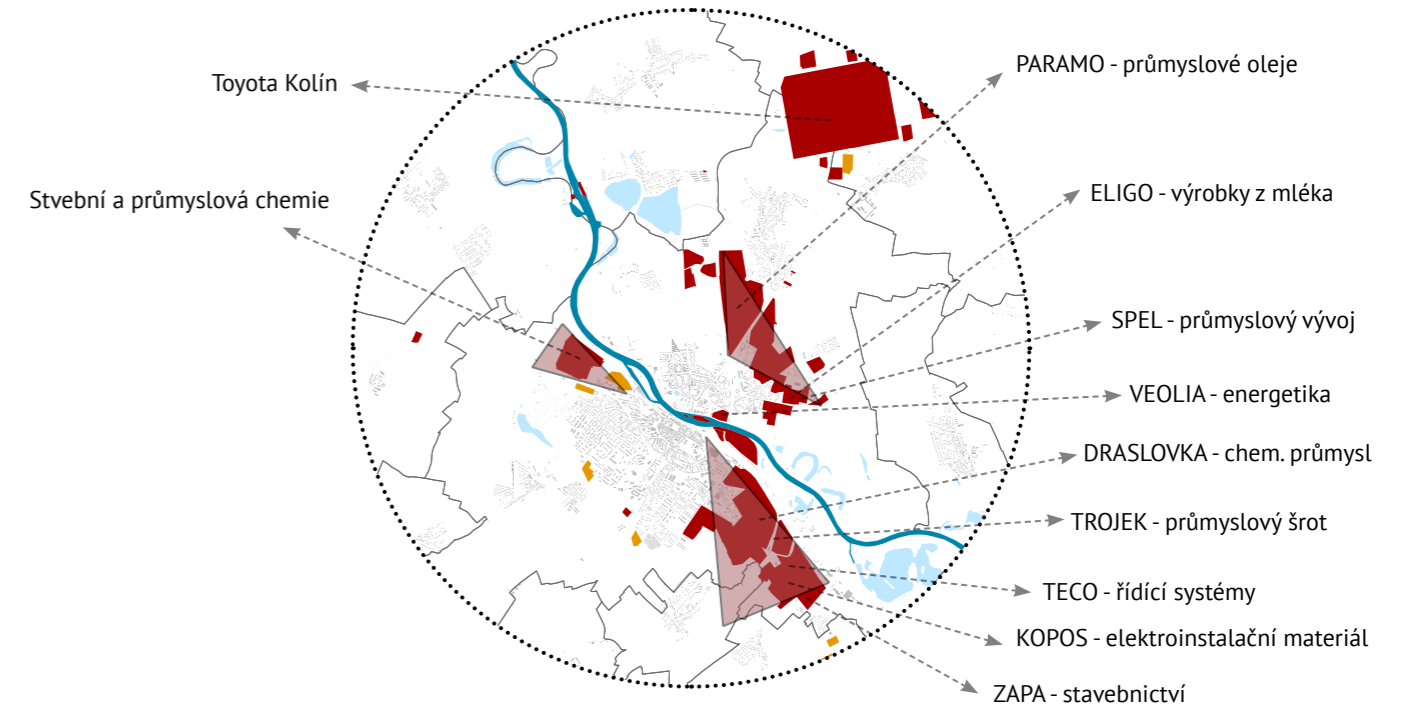 Toyota Kolín
Stvební a průmyslová chemie
PARAMO - průmyslové oleje
ELIGO - výrobky z mléka
SPEL - průmyslový vývoj
VEOLIA - energetika
DRASLOVKA - chem. průmysl
TROJEK - průmyslový šrot
TECO - řídící systémy
KOPOS - elektroinstalační materiál
ZAPA - stavebnictví